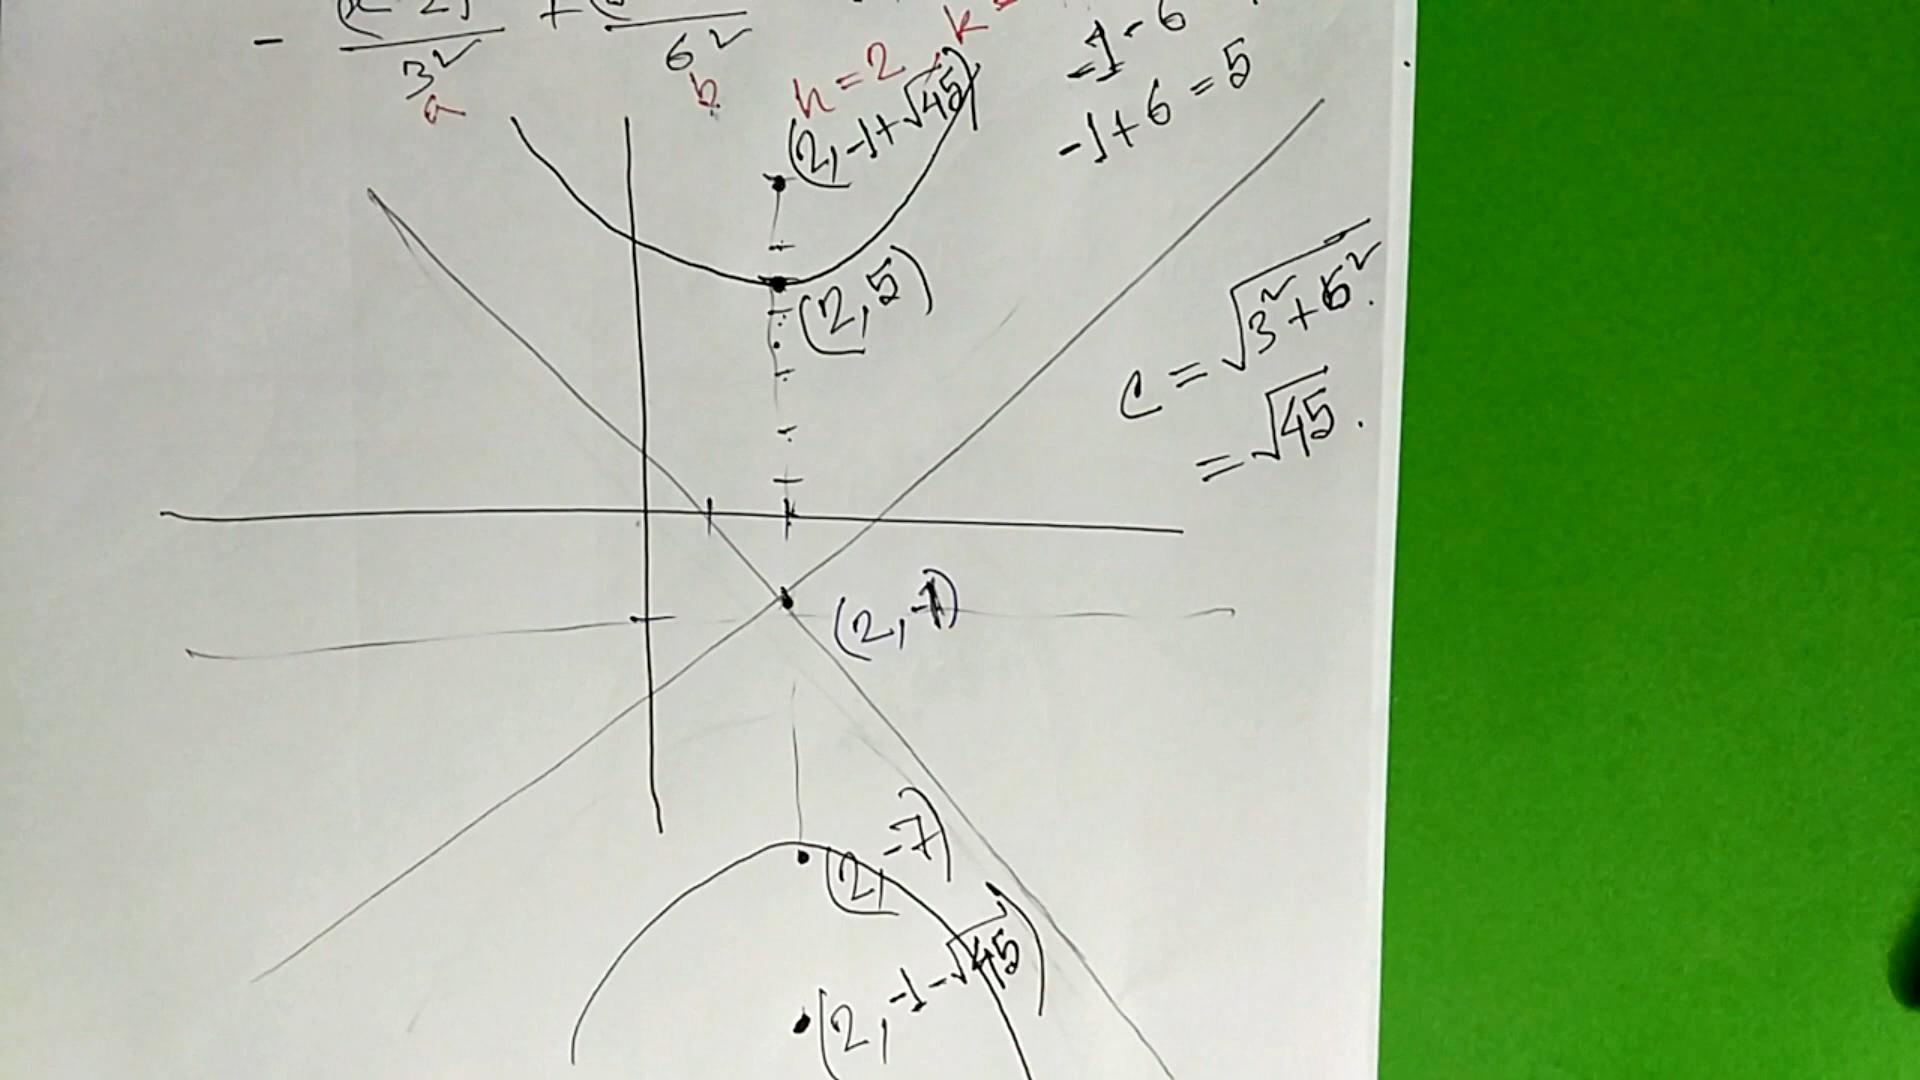 - (x-2) / 3² + / 6²
a b
h=2, k=
=-1-6
-1+6=5
(2,-1+√45)
(2,5)
c=√3²+6².
=√45.
(2,-1)
(2,-7)
(2,-1-√45)